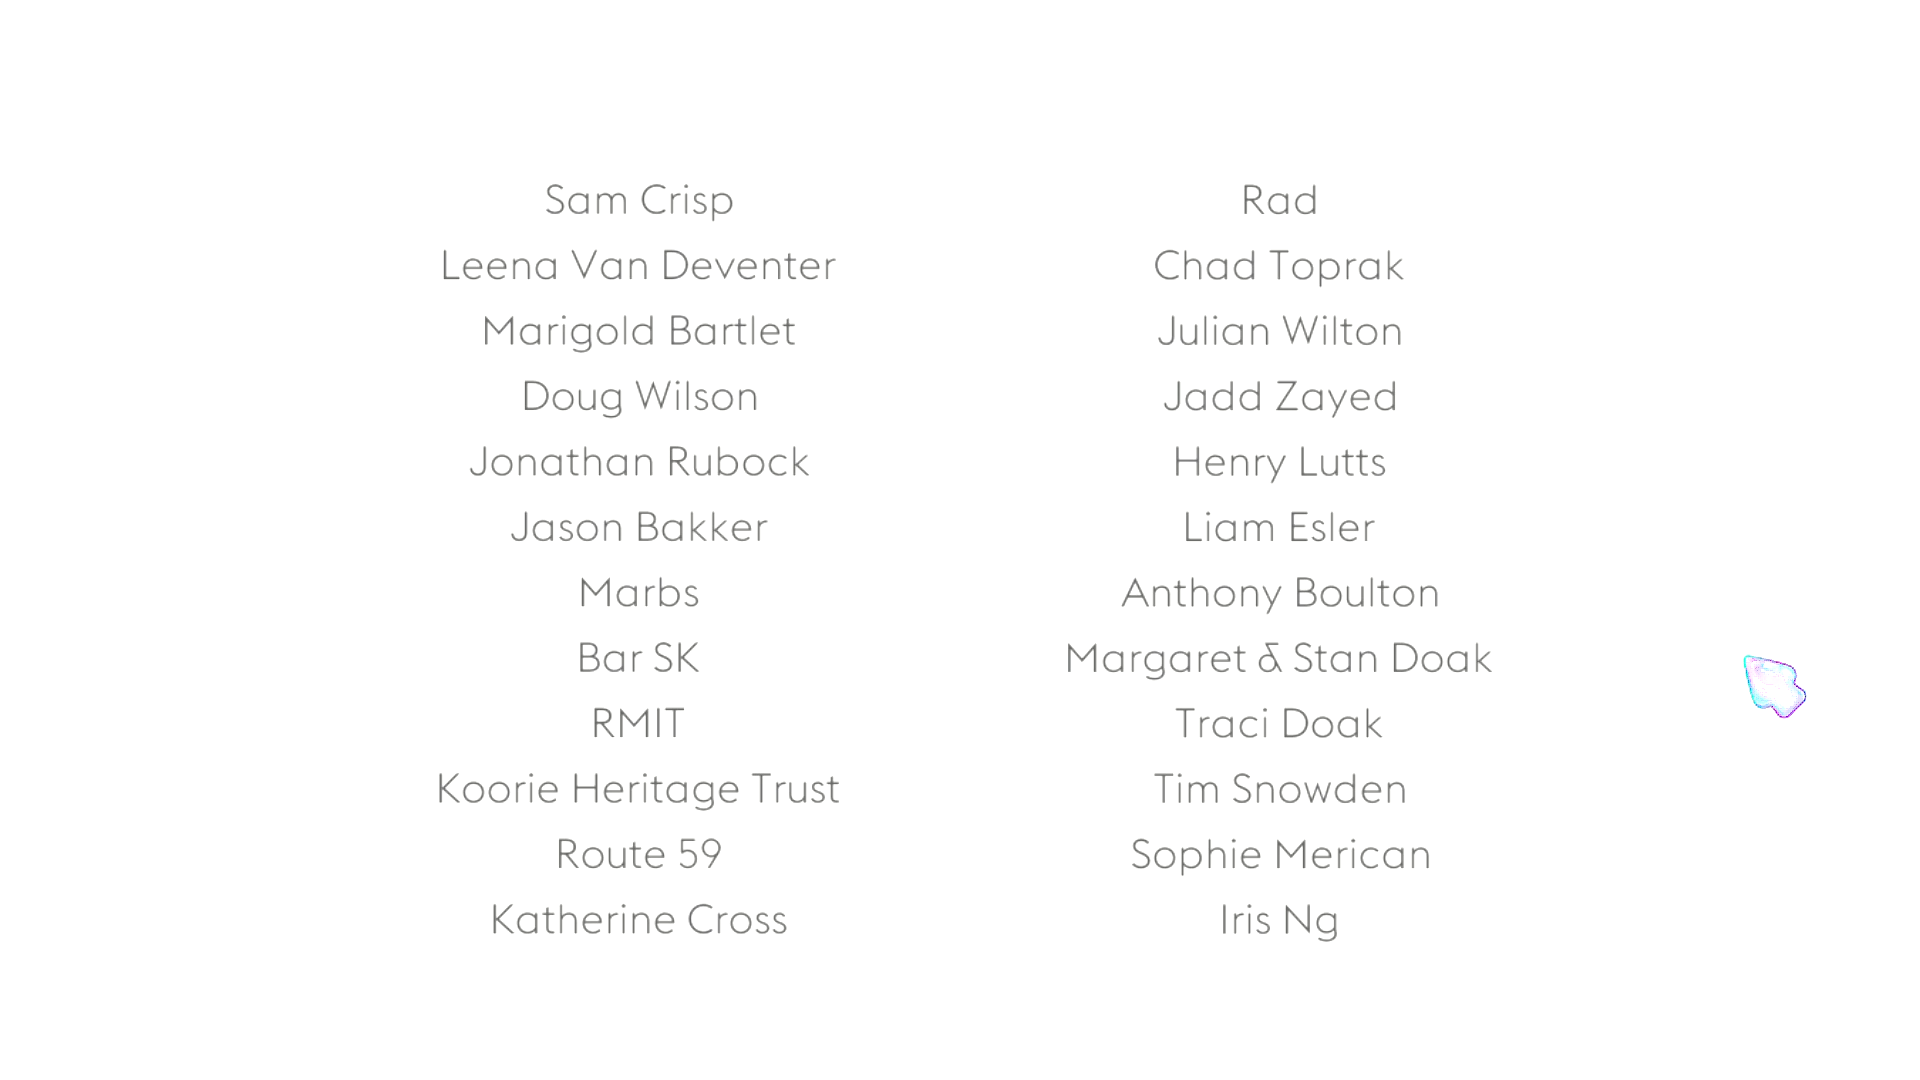 Sam Crisp
Leena Van Deventer
Marigold Bartlet
Doug Wilson
Jonathan Rubock
Jason Bakker
Marbs
Bar SK
RMIT
Koorie Heritage Trust
Route 59
Katherine Cross
Rad
Chad Toprak
Julian Wilton
Jadd Zayed
Henry Lutts
Liam Esler
Anthony Boulton
Margaret & Stan Doak
Traci Doak
Tim Snowden
Sophie Merican
Iris Ng